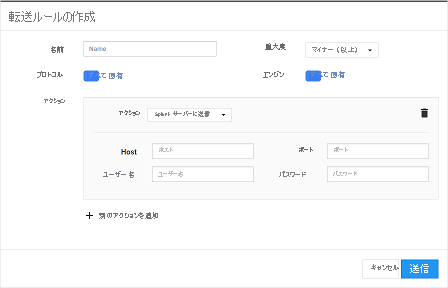 転送ルールの作成
名前 Name 重大度 マイナー (以上)
プロトコル すべて 固有 エンジン すべて 固有
アクション
アクション Splunk サーバーに送信
Host ホスト ポート ポート
ユーザー名 ユーザー名 パスワード パスワード
別のアクションを追加
キャンセル 送信